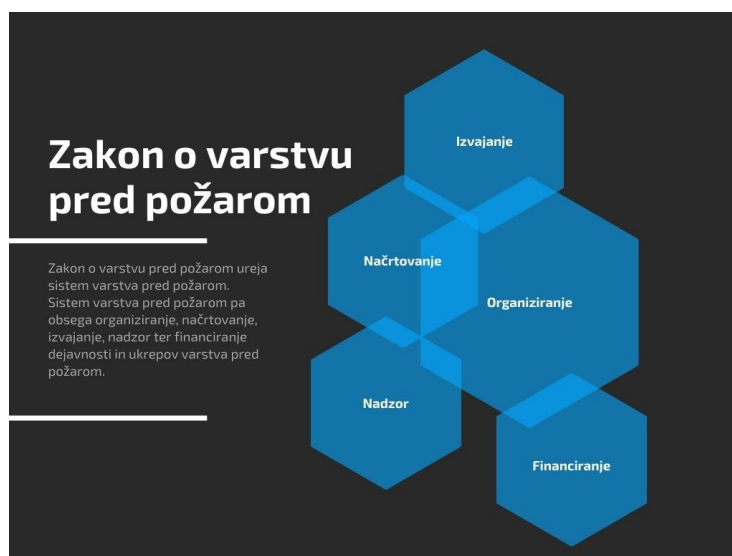 Zakon o varstvu
pred požarom
Zakon o varstvu pred požarom ureja
sistem varstva pred požarom.
Sistem varstva pred požarom pa
obsega organiziranje, načrtovanje,
izvajanje, nadzor ter financiranje
dejavnosti in ukrepov varstva pred
požarom.
Izvajanje
Načrtovanje
Organiziranje
Nadzor
Financiranje